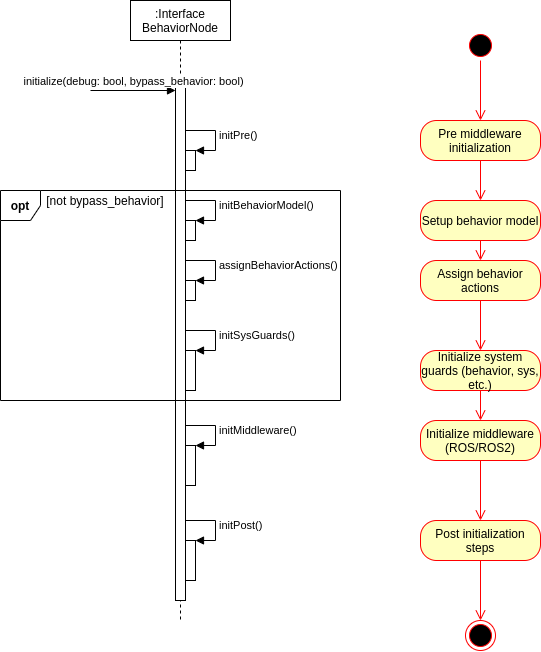 :Interface
BehaviorNode
initialize(debug: bool, bypass_behavior: bool)
initPre()
opt
[not bypass_behavior]
initBehaviorModel()
assignBehaviorActions()
initSysGuards()
initMiddleware()
initPost()
Pre middleware
initialization
Setup behavior model
Assign behavior
actions
Initialize system
guards (behavior, sys,
etc.)
Initialize middleware
(ROS/ROS2)
Post initialization
steps